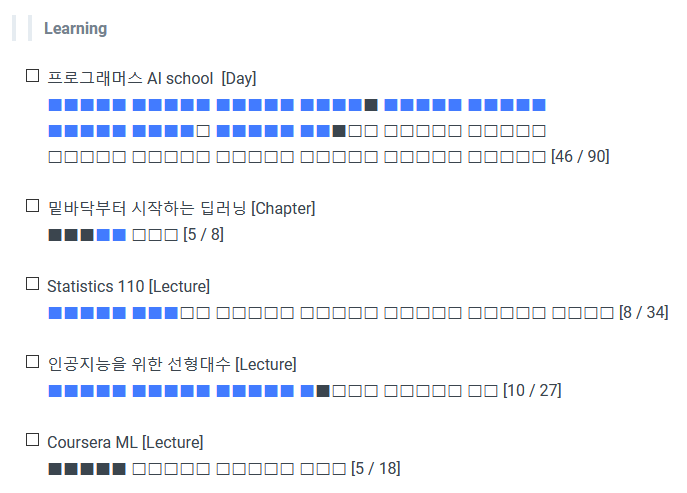 Learning
프로그래머스 AI school [Day]
■■■■■ ■■■■■ ■■■■■ ■■■■■ ■■■■■ ■■■■■
■■■■■ ■■■■□ ■■■■■ ■■■□□ □□□□□ □□□□□
□□□□□ □□□□□ □□□□□ □□□□□ □□□□□ □□□□□ [46 / 90]
밑바닥부터 시작하는 딥러닝 [Chapter]
■■■■■ □□□ [5 / 8]
Statistics 110 [Lecture]
■■■■■ ■■■□□ □□□□□ □□□□□ □□□□□ □□□□□ □□□□ [8 / 34]
인공지능을 위한 선형대수 [Lecture]
■■■■■ ■■■■■ ■■■■■ ■■□□□ □□□□□ □□ [10 / 27]
Coursera ML [Lecture]
■■■■■ □□□□□ □□□□□ □□□ [5 / 18]